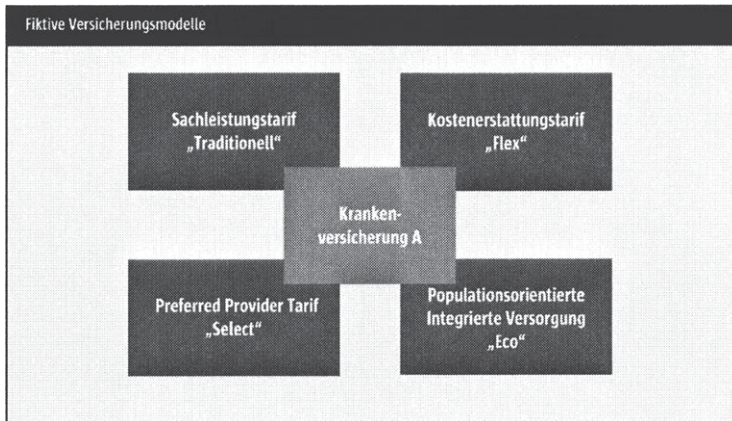 Fiktive Versicherungsmodelle
Sachleistungstarif
„Traditionell“
Kostenerstattungstarif
„Flex“
Kranken-
versicherung A
Preferred Provider Tarif
„Select“
Populationsorientierte
Integrierte Versorgung
„Eco“